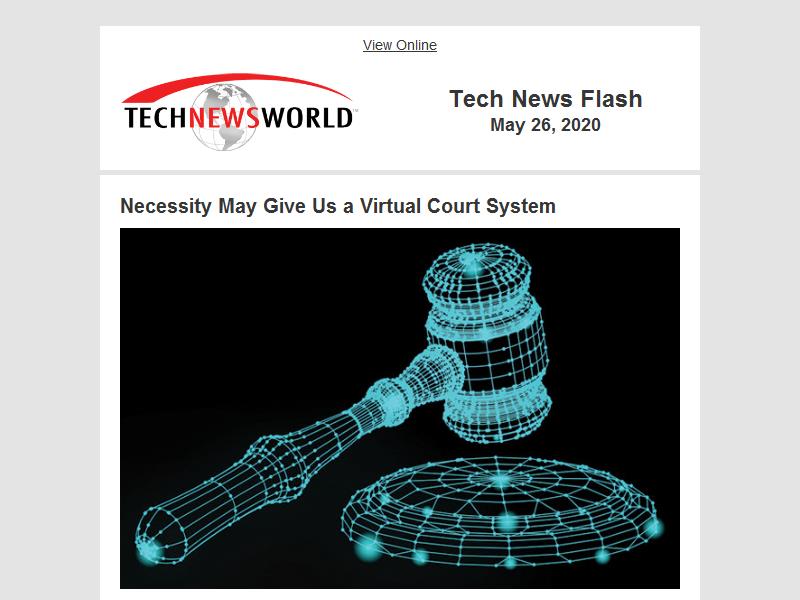 View Online
TECHNEWSWORLD
Tech News Flash
May 26, 2020
Necessity May Give Us a Virtual Court System